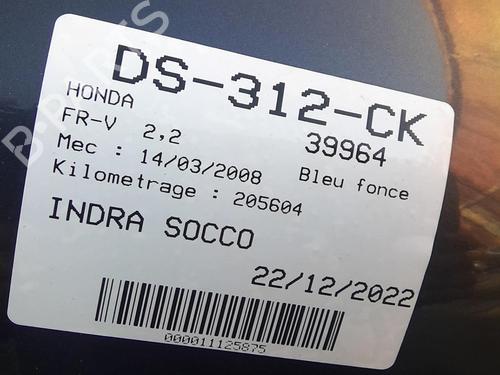 DS-312-CK
HONDA 39964
FR-V 2,2
Mec : 14/03/2008 Bleu fonce
Kilometrage : 205604
INDRA SOCCO
22/12/2022
000011125875
B-PARTS